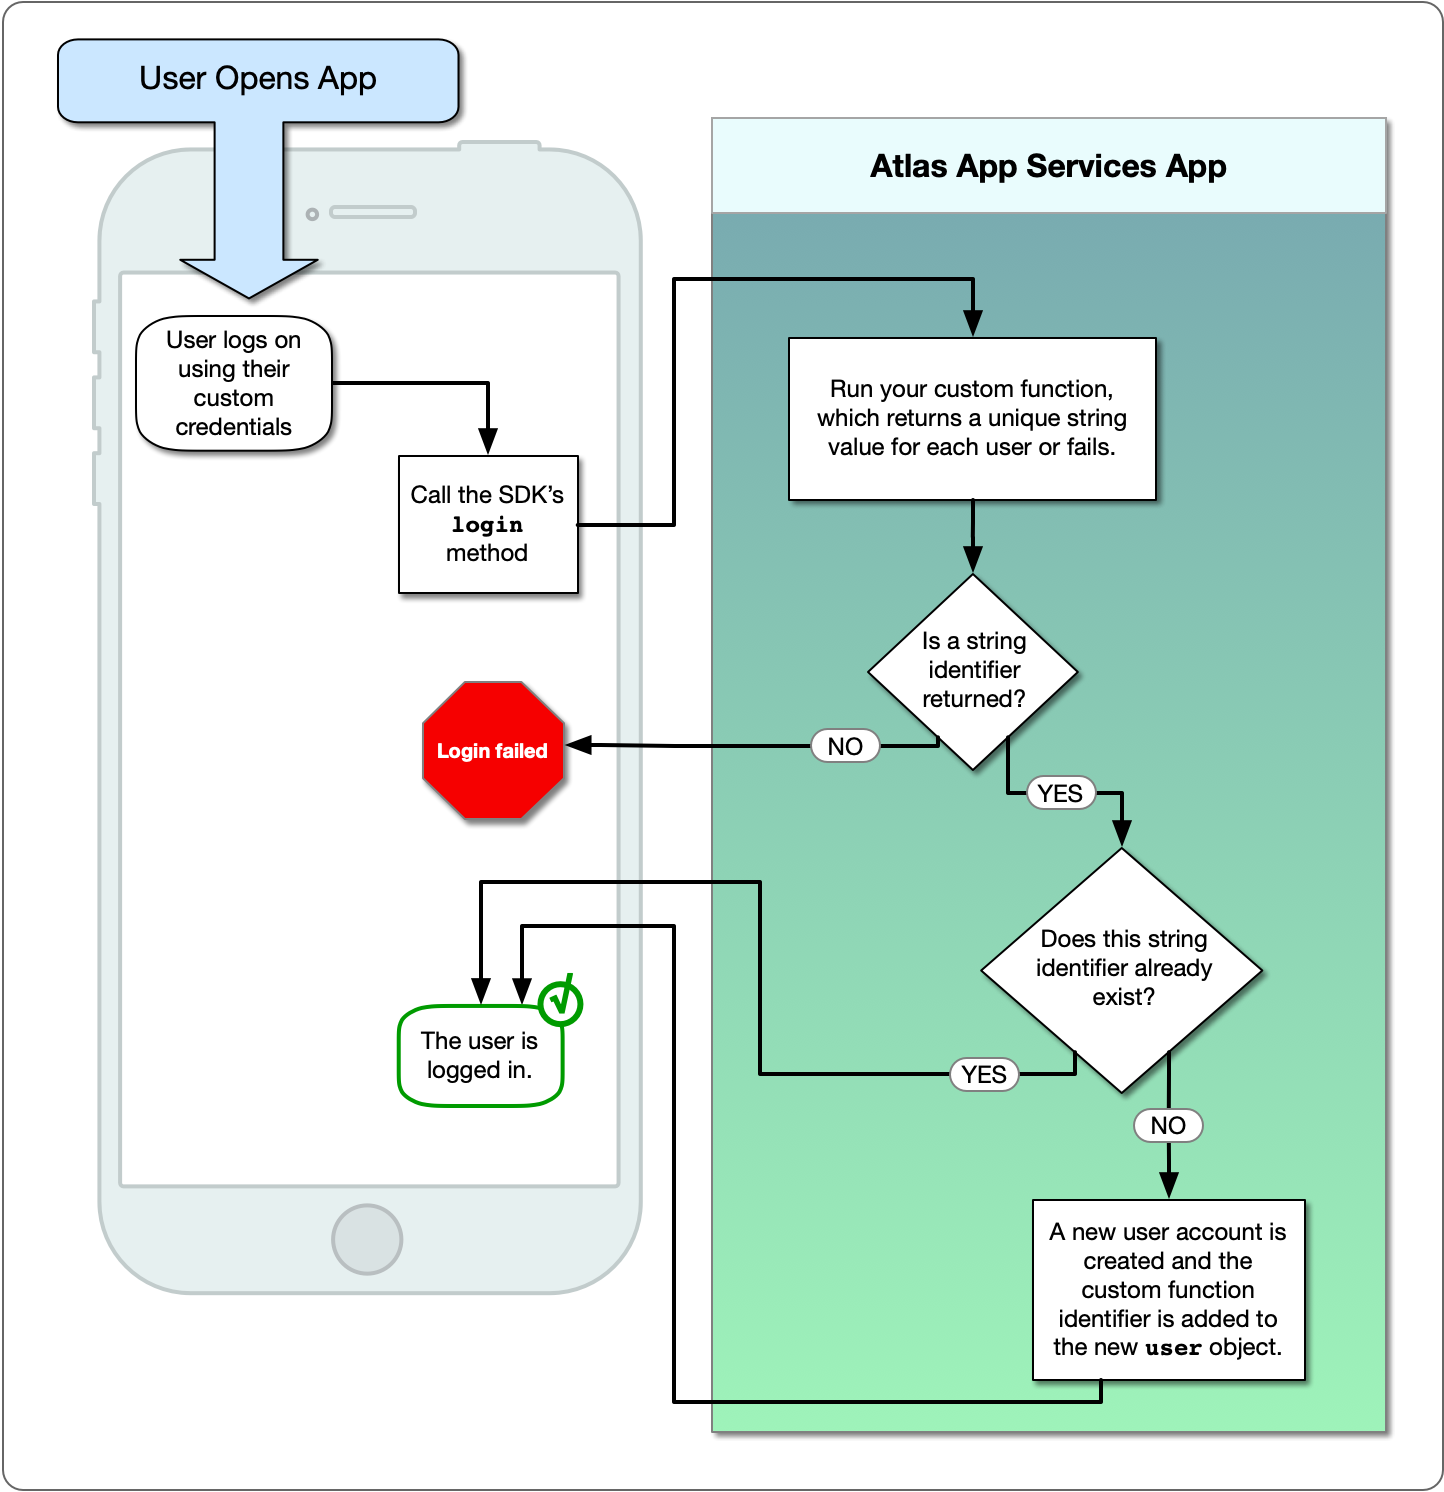 User Opens App
Atlas App Services App
User logs on
using their
custom
credentials
Run your custom function,
which returns a unique string
value for each user or fails.
Call the SDK’s
login
method
Is a string
identifier
returned?
NO
Login failed
YES
Does this string
identifier already
exist?
The user is
logged in.
YES
NO
A new user account is
created and the
custom function
identifier is added to
the new user object.